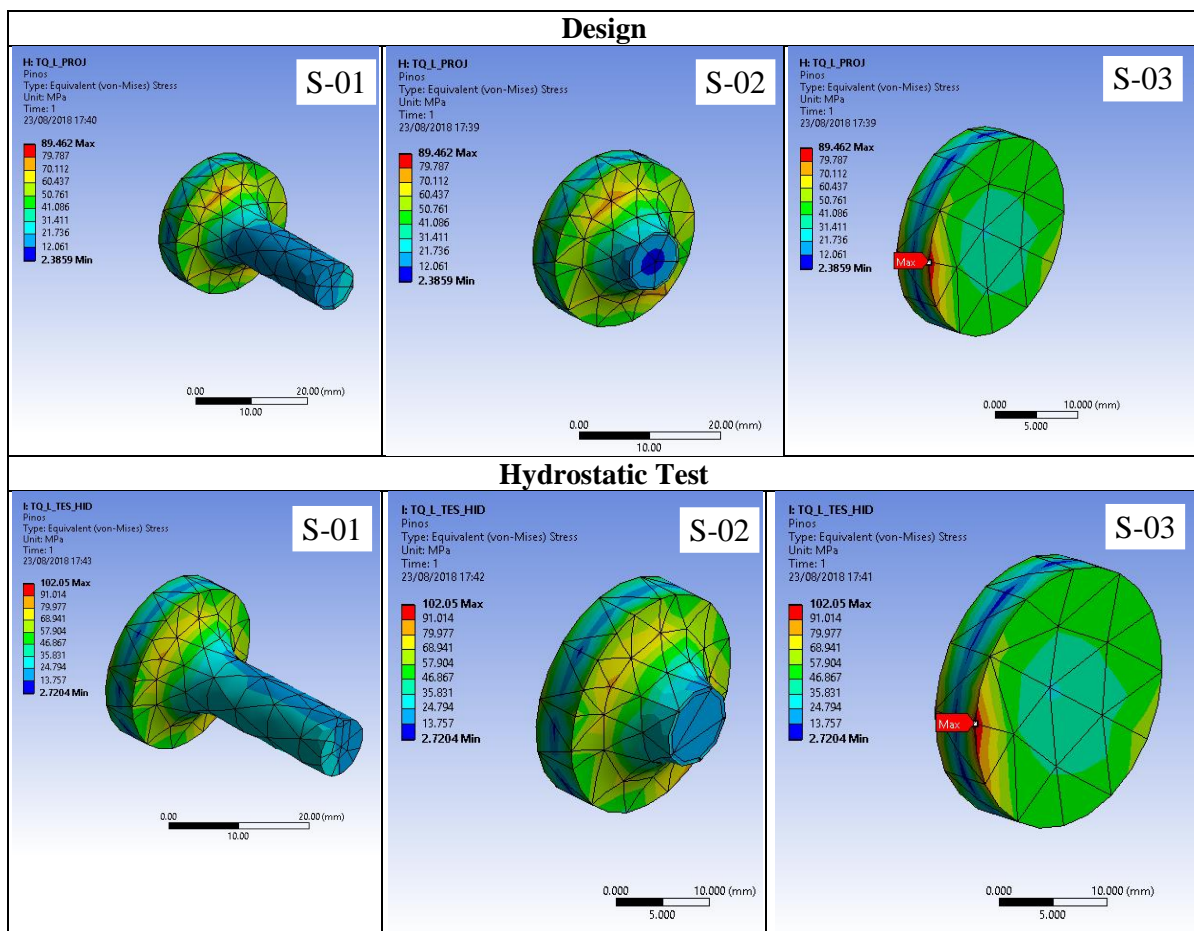 Design
H: TQ_L_PROJ
Pinos
Type: Equivalent (von-Mises) Stress
Unit: MPa
Time: 1
23/08/2018 17:40
S-01
89.462 Max
79.787
70.112
60.437
50.761
41.086
31.411
21.736
12.061
2.3859 Min
0.00 20.00 (mm)
10.00
H: TQ_L_PROJ
Pinos
Type: Equivalent (von-Mises) Stress
Unit: MPa
Time: 1
23/08/2018 17:39
S-02
89.462 Max
79.787
70.112
60.437
50.761
41.086
31.411
21.736
12.061
2.3859 Min
0.00 20.00 (mm)
10.00
H: TQ_L_PROJ
Pinos
Type: Equivalent (von-Mises) Stress
Unit: MPa
Time: 1
23/08/2018 17:39
S-03
89.462 Max
79.787
70.112
60.437
50.761
41.086
31.411
21.736
12.061
2.3859 Min
Max
0.000 10.000 (mm)
5.000
Hydrostatic Test
I: TQ_L_TES_HID
Pinos
Type: Equivalent (von-Mises) Stress
Unit: MPa
Time: 1
23/08/2018 17:43
S-01
102.05 Max
91.014
79.977
68.941
57.904
46.867
35.831
24.794
13.757
2.7204 Min
0.00 20.00 (mm)
10.00
I: TQ_L_TES_HID
Pinos
Type: Equivalent (von-Mises) Stress
Unit: MPa
Time: 1
23/08/2018 17:42
S-02
102.05 Max
91.014
79.977
68.941
57.904
46.867
35.831
24.794
13.757
2.7204 Min
0.000 10.000 (mm)
5.000
I: TQ_L_TES_HID
Pinos
Type: Equivalent (von-Mises) Stress
Unit: MPa
Time: 1
23/08/2018 17:41
S-03
102.05 Max
91.014
79.977
68.941
57.904
46.867
35.831
24.794
13.757
2.7204 Min
Max
0.000 10.000 (mm)
5.000